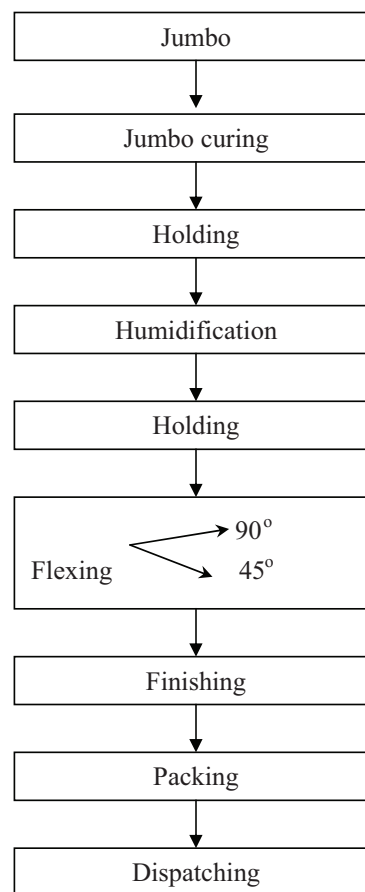 Jumbo
Jumbo curing
Holding
Humidification
Holding
90°
Flexing 45°
Finishing
Packing
Dispatching